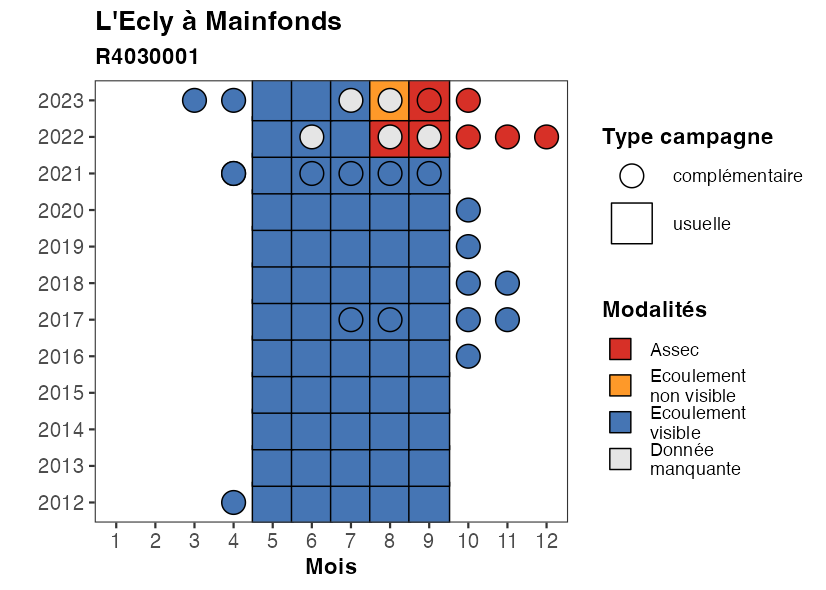 L'Ecly à Mainfonds
R4030001
2023
2022
2021
2020
2019
2018
2017
2016
2015
2014
2013
2012
1 2 3 4 5 6 7 8 9 10 11 12
Mois
Type campagne
complémentaire
usuelle
Modalités
Assec
Ecoulement
non visible
Ecoulement
visible
Donnée
manquante